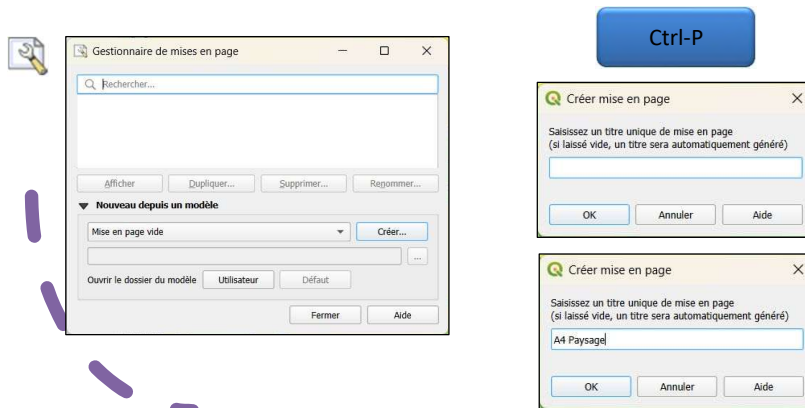 Gestionnaire de mises en page
Rechercher...
Afficher
Dupliquer...
Supprimer...
Renommer...
Nouveau depuis un modèle
Mise en page vide
Créer...
...
Ouvrir le dossier du modèle
Utilisateur
Défaut
Fermer
Aide
Ctrl-P
Créer mise en page
Saisissez un titre unique de mise en page
(si laissé vide, un titre sera automatiquement généré)
OK
Annuler
Aide
Créer mise en page
Saisissez un titre unique de mise en page
(si laissé vide, un titre sera automatiquement généré)
A4 Paysage
OK
Annuler
Aide